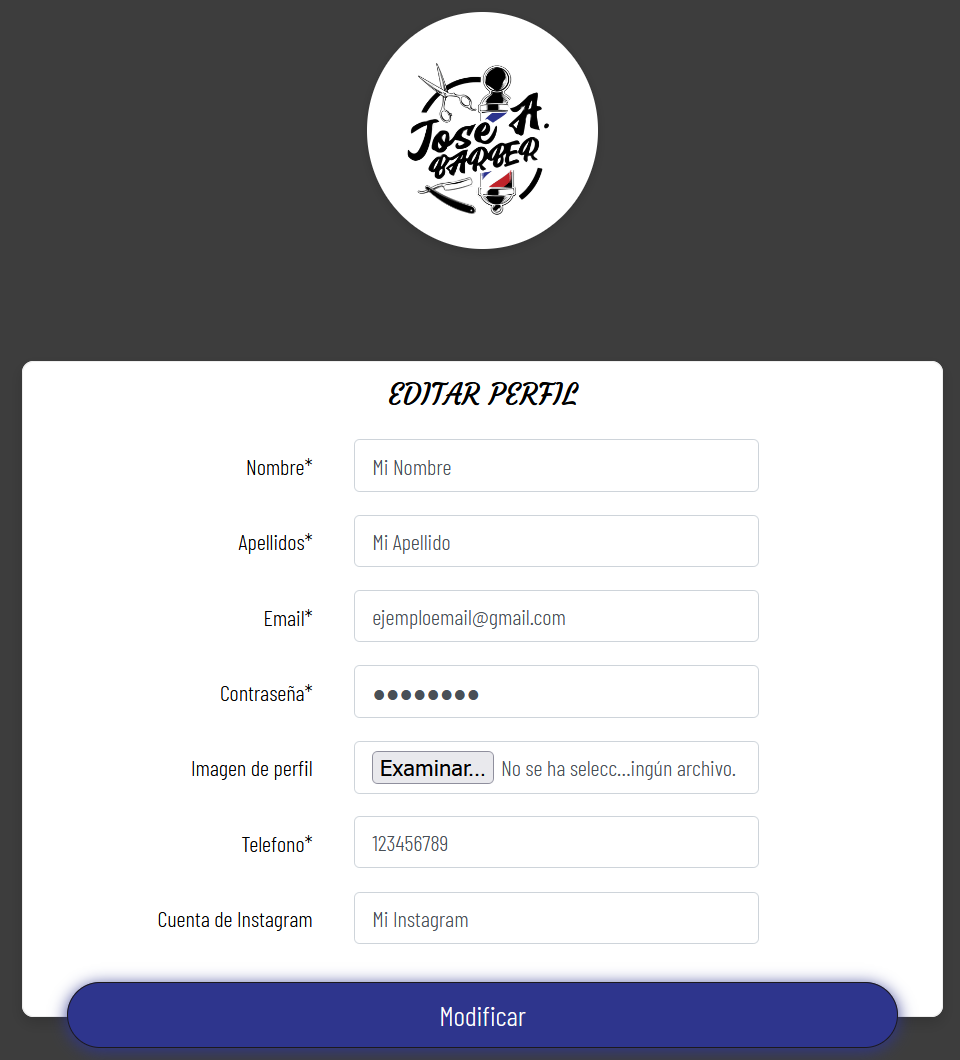 Jose A.
BARBER
EDITAR PERFIL
Nombre* Mi Nombre
Apellidos* Mi Apellido
Email* ejemploemail@gmail.com
Contraseña* ●●●●●●●●
Imagen de perfil Examinar... No se ha selecc...ingún archivo.
Telefono* 123456789
Cuenta de Instagram Mi Instagram
Modificar